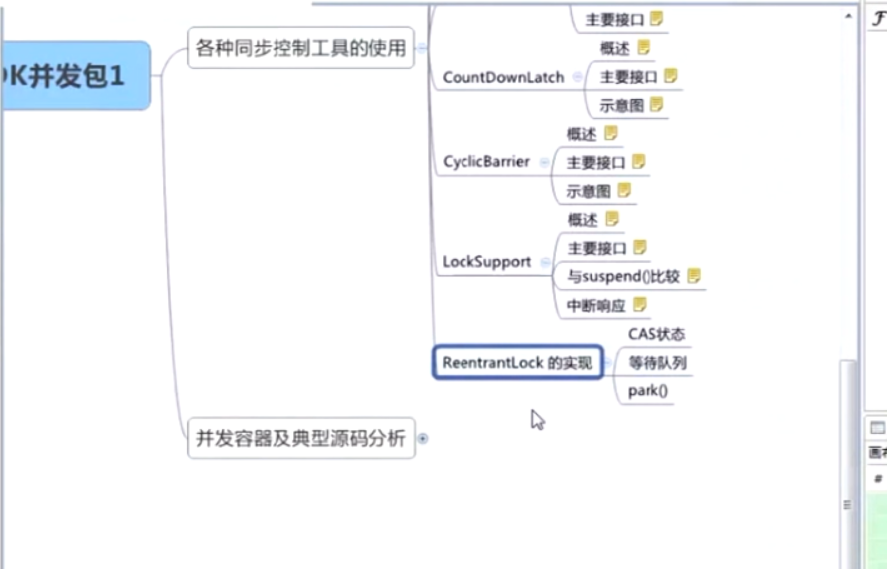 主要接口
各种同步控制工具的使用
概述
K并发包1
CountDownLatch
主要接口
示意图
概述
CyclicBarrier
主要接口
示意图
概述
主要接口
LockSupport
与suspend()比较
中断响应
CAS状态
ReentrantLock 的实现
等待队列
park()
并发容器及典型源码分析
#